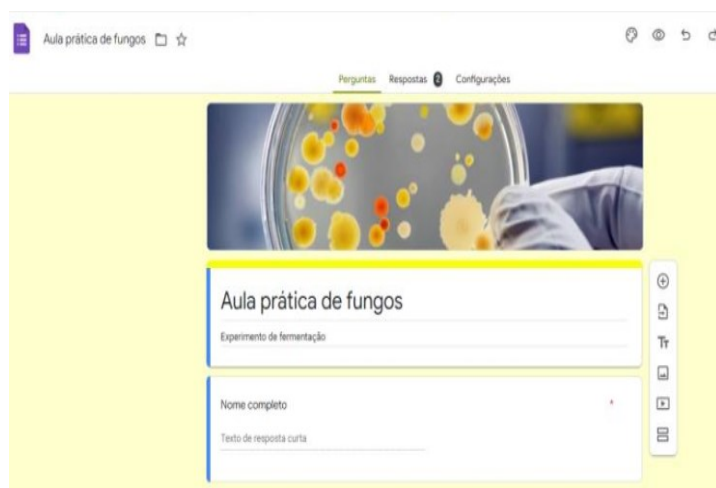 Aula prática de fungos
Perguntas Respostas 2 Configurações
Aula prática de fungos
Experimento de fermentação
Nome completo *
Texto de resposta curta
Tт